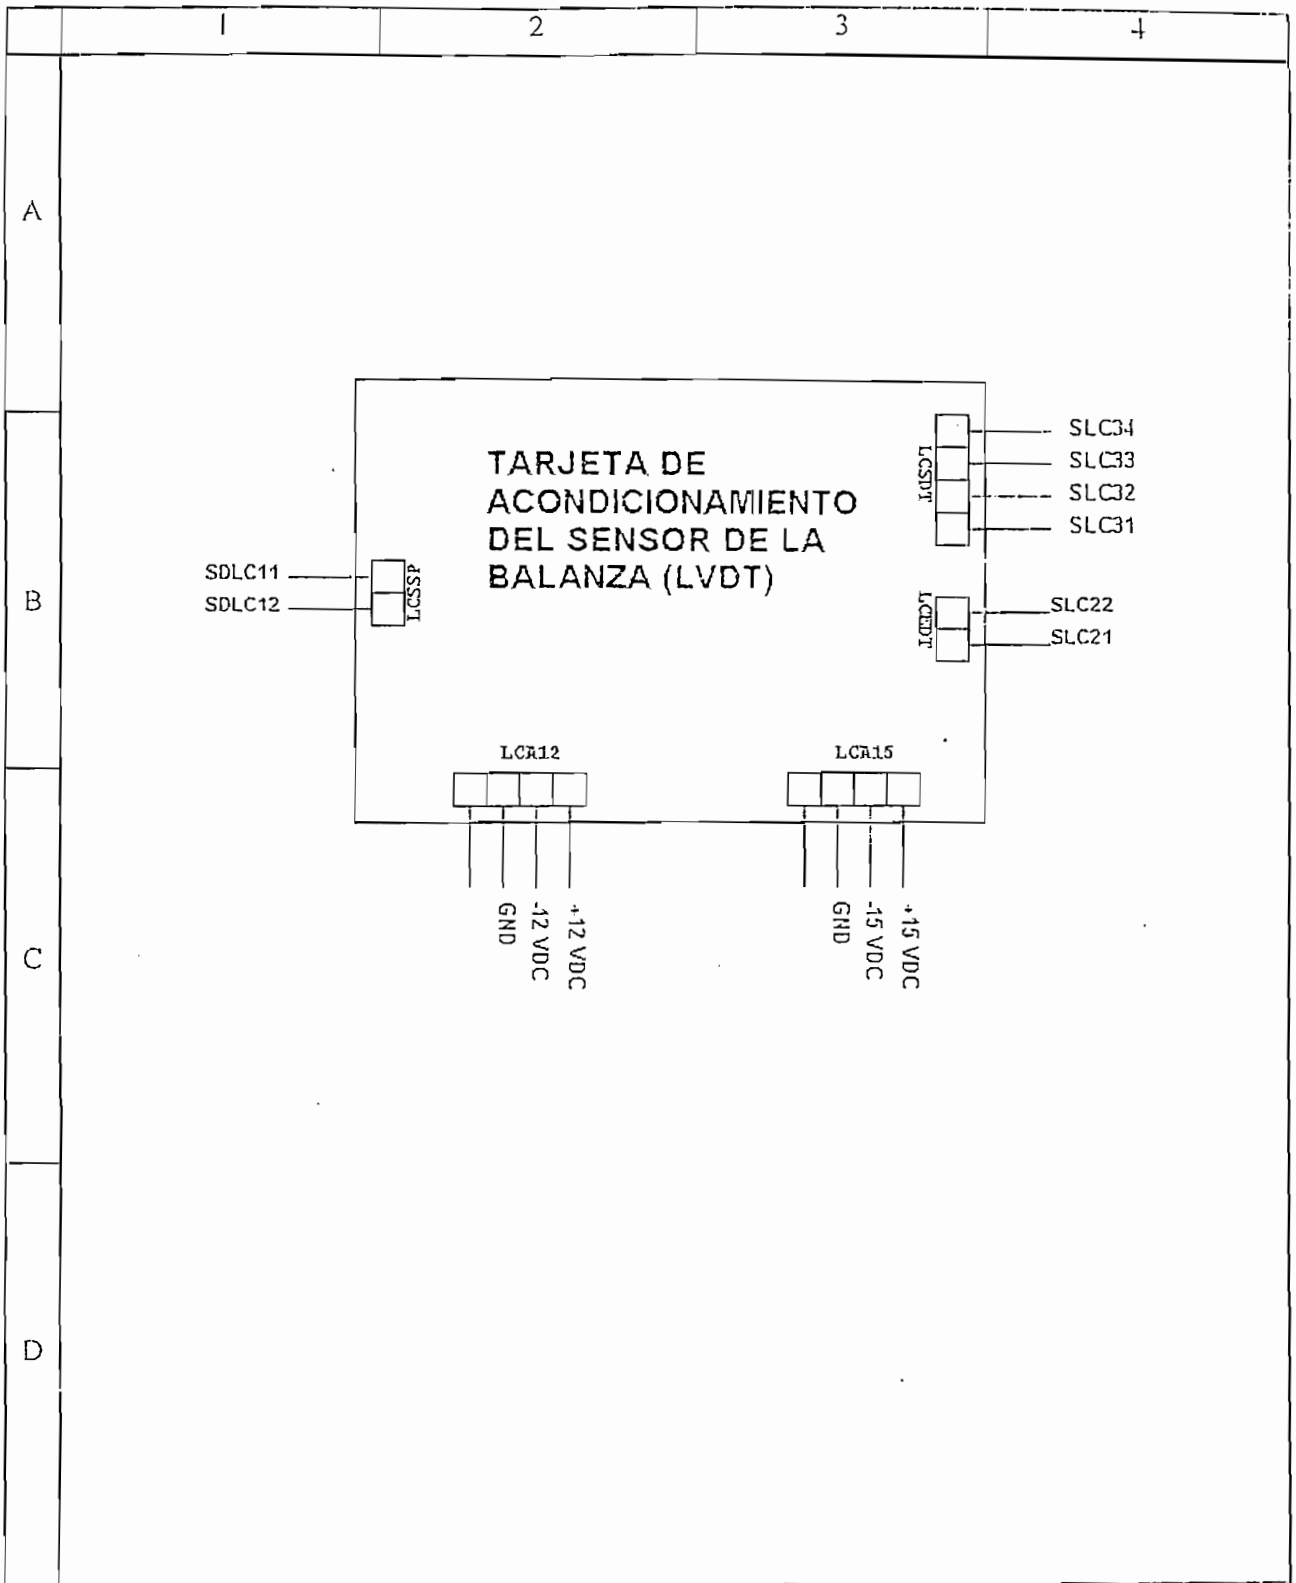 1 2 3 4
A
B
C
D
TARJETA DE
ACONDICIONAMIENTO
DEL SENSOR DE LA
BALANZA (LVDT)
SDLC11
SDLC12
LCSSP
LCSDT
SLC34
SLC33
SLC32
SLC31
LCEDT
SLC22
SLC21
LCA12
GND
-12 VDC
+12 VDC
LCA15
GND
-15 VDC
+15 VDC